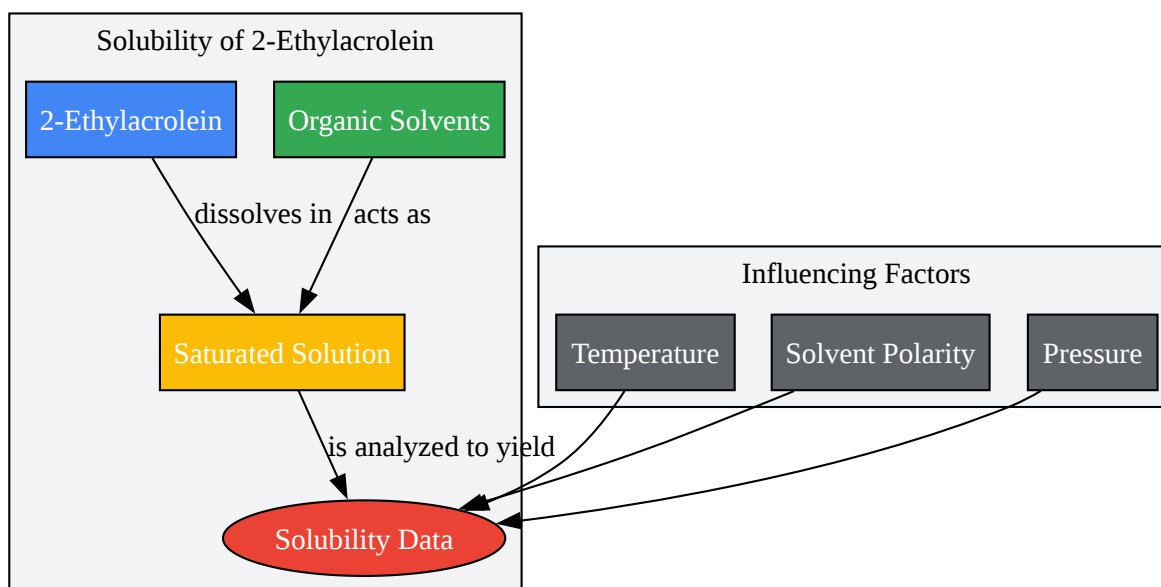 Solubility of 2-Ethylacrolein
2-Ethylacrolein
Organic Solvents
dissolves in
acts as
Saturated Solution
is analyzed to yield
Solubility Data
Influencing Factors
Temperature
Solvent Polarity
Pressure